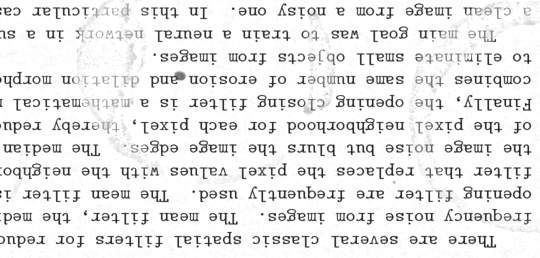 There are several classic spatial filters for reduc
frequency noise from images. The mean filter, the medi
opening filter are frequently used. The mean filter is
filter that replaces the pixel values with the neighbor
the image noise but blurs the image edges. The median
of the pixel neighborhood for each pixel, thereby reduc
Finally, the opening closing filter is a mathematical
combines the same number of erosion and dilation morpho
to eliminate small objects from images.
The main goal was to train a neural network in a su
a clean image from a noisy one. In this particular cas